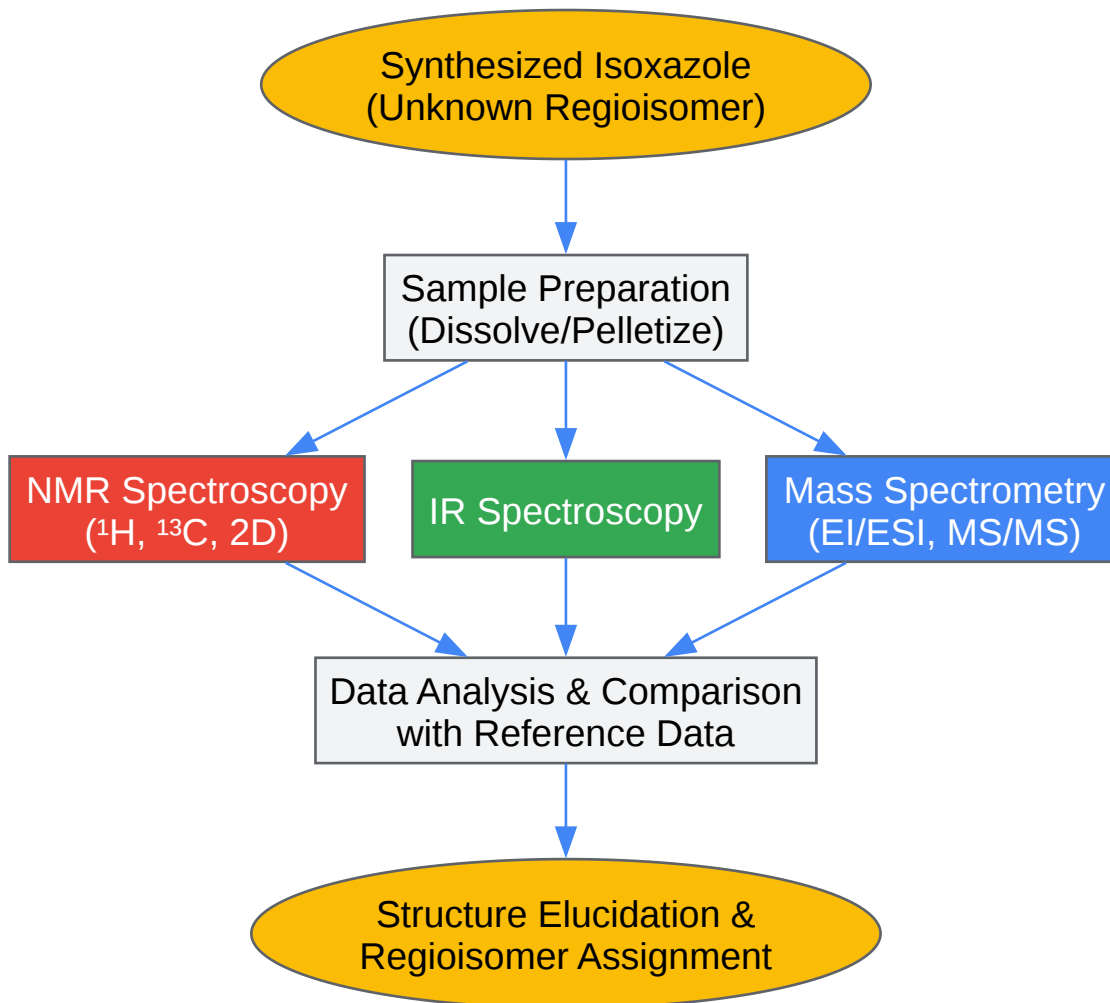 Synthesized Isoxazole
(Unknown Regioisomer)
Sample Preparation
(Dissolve/Pelletize)
NMR Spectroscopy
(¹H, ¹³C, 2D)
IR Spectroscopy
Mass Spectrometry
(EI/ESI, MS/MS)
Data Analysis & Comparison
with Reference Data
Structure Elucidation &
Regioisomer Assignment